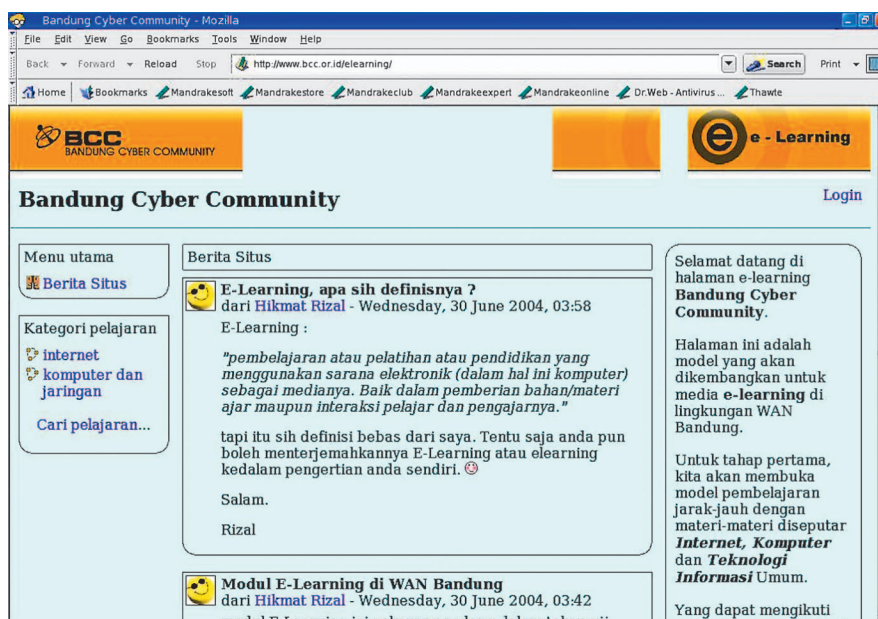 Bandung Cyber Community - Mozilla
File Edit View Go Bookmarks Tools Window Help
Back Forward Reload Stop http://www.bcc.or.id/elearning/ Search Print
Home Bookmarks Mandrakesoft Mandrakestore Mandrakeclub Mandrakeexpert Mandrakeonline Dr.Web - Antivirus ... Thawte
BCC
BANDUNG CYBER COMMUNITY
e e - Learning
Bandung Cyber Community
Login
Menu utama
Berita Situs
Kategori pelajaran
internet
komputer dan
jaringan
Cari pelajaran...
Berita Situs
E-Learning, apa sih definisnya ?
dari Hikmat Rizal - Wednesday, 30 June 2004, 03:58
E-Learning :
"pembelajaran atau pelatihan atau pendidikan yang
menggunakan sarana elektronik (dalam hal ini komputer)
sebagai medianya. Baik dalam pemberian bahan/materi
ajar maupun interaksi pelajar dan pengajarnya."
tapi itu sih definisi bebas dari saya. Tentu saja anda pun
boleh menterjemahkannya E-Learning atau elearning
kedalam pengertian anda sendiri.
Salam.
Rizal
Modul E-Learning di WAN Bandung
dari Hikmat Rizal - Wednesday, 30 June 2004, 03:42
Selamat datang di
halaman e-learning
Bandung Cyber
Community.
Halaman ini adalah
model yang akan
dikembangkan untuk
media e-learning di
lingkungan WAN
Bandung.
Untuk tahap pertama,
kita akan membuka
model pembelajaran
jarak-jauh dengan
materi-materi diseputar
Internet, Komputer
dan Teknologi
Informasi Umum.
Yang dapat mengikuti